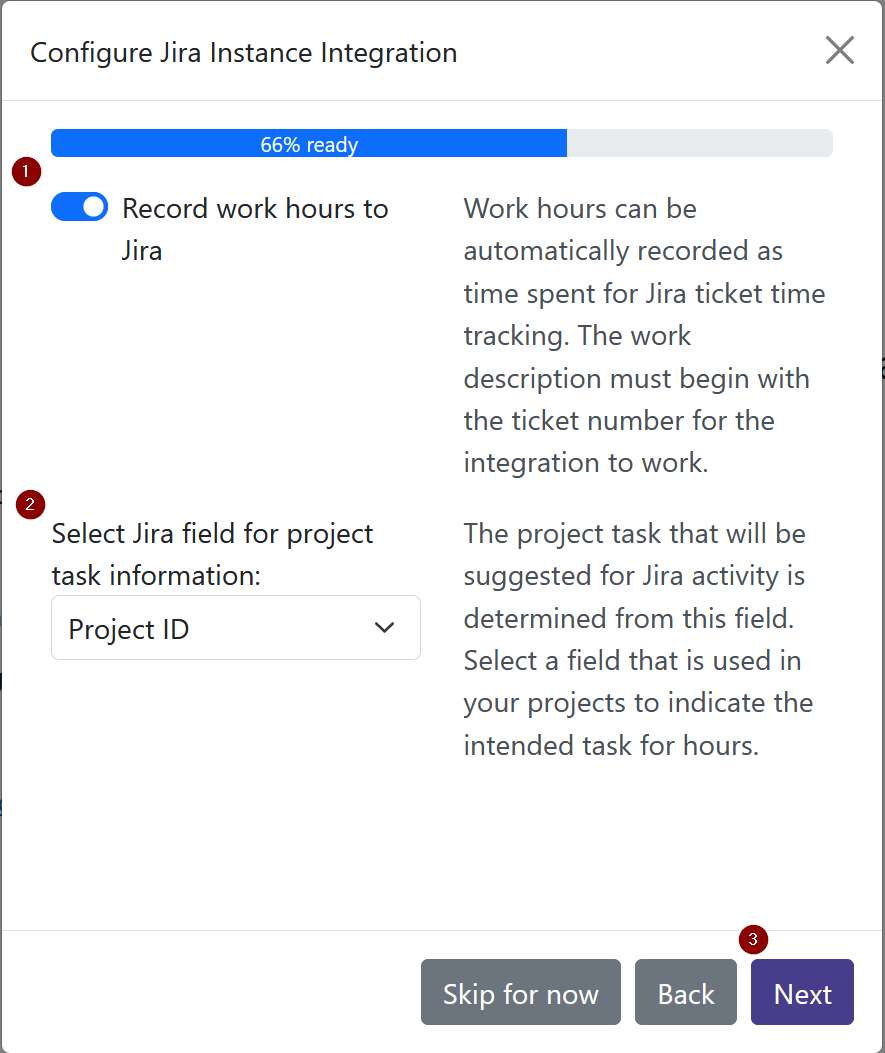 Configure Jira Instance Integration
66% ready
1
Record work hours to
Jira
Work hours can be
automatically recorded as
time spent for Jira ticket time
tracking. The work
description must begin with
the ticket number for the
integration to work.
2
Select Jira field for project
task information:
Project ID
The project task that will be
suggested for Jira activity is
determined from this field.
Select a field that is used in
your projects to indicate the
intended task for hours.
3
Skip for now
Back
Next